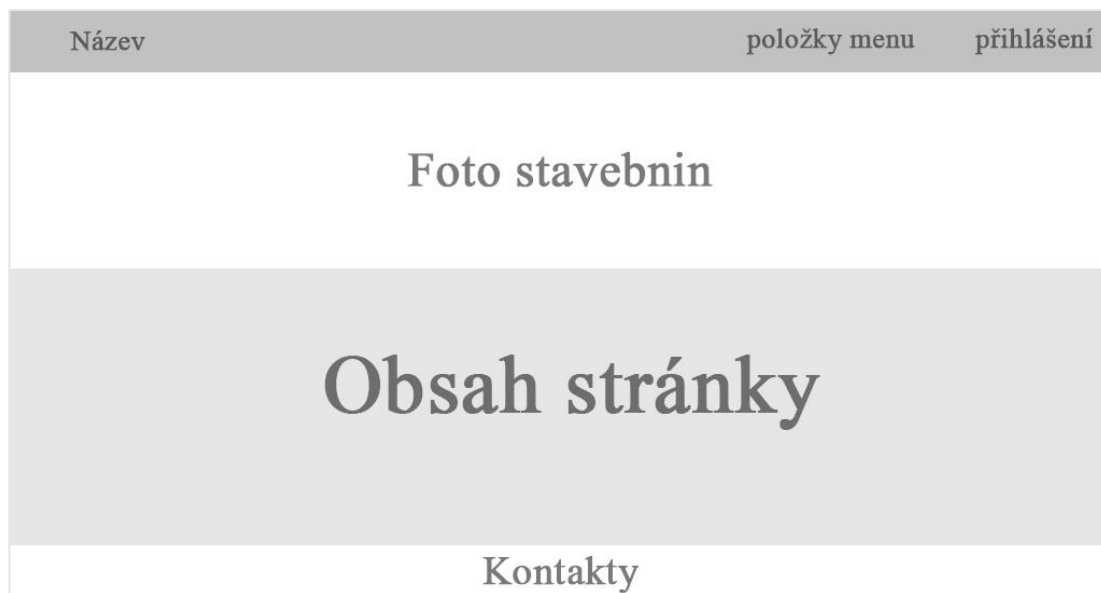 Název položky menu přihlášení
Foto stavebnin
Obsah stránky
Kontakty